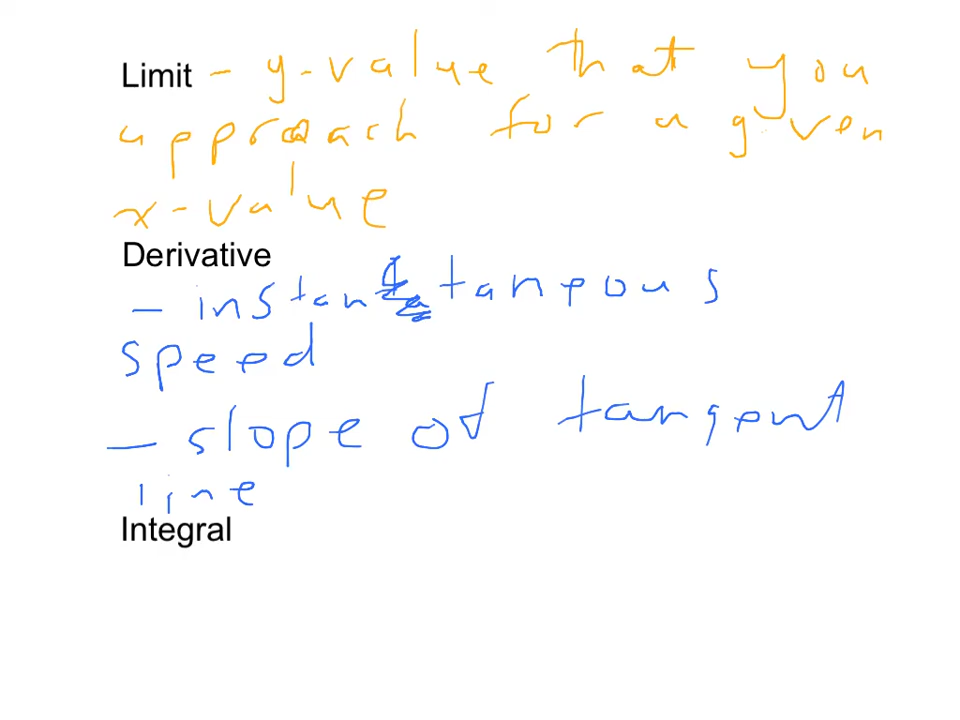 Limit - y-value that you
approach for a given
x-value
Derivative
- instantaneous
speed
- slope of tangent
line
Integral